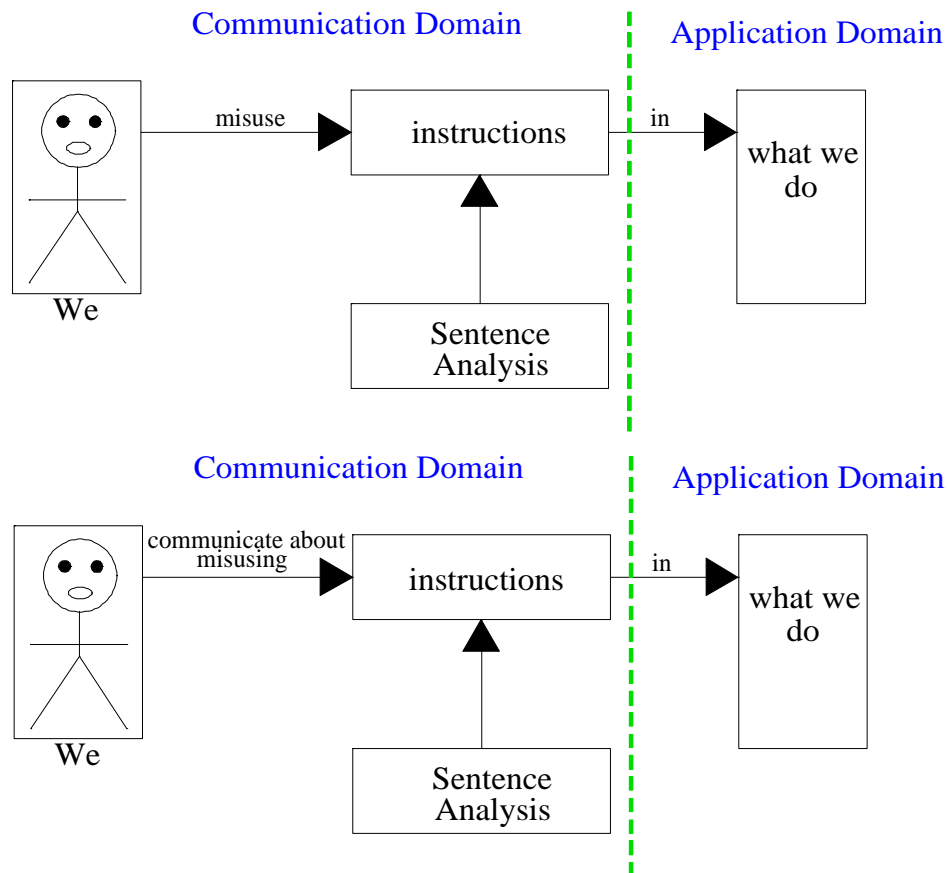 Communication Domain
Application Domain
misuse
instructions
in
what we
do
We
Sentence
Analysis
Communication Domain
Application Domain
communicate about
misusing
instructions
in
what we
do
We
Sentence
Analysis